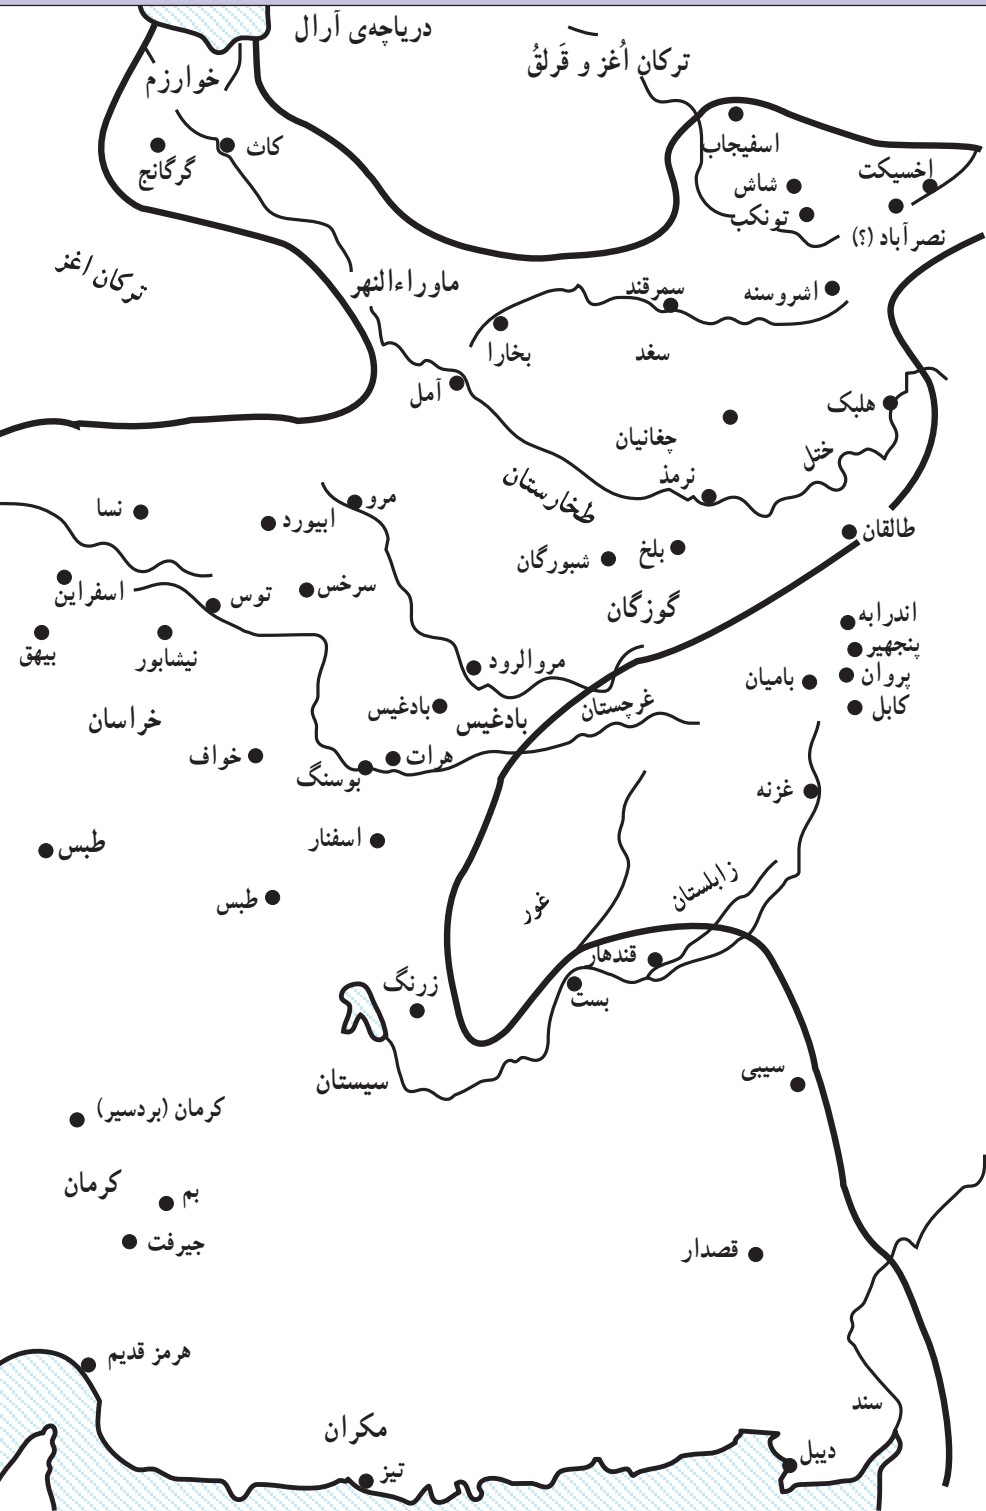 دریاچه‌ی آرال
ترکان اُغز و قَرلقُ
خوارزم
کاث
گرگانج
اسفیجاب
اخسیکت
شاش
تونکب
نصرآباد (؟)
ترکان اغز
ماوراءالنهر
سمرقند
اشروسنه
بخارا
سغد
آمل
هلبک
چغانیان
ختل
نرمذ
طخارستان
مرو
نسا
ابیورد
طالقان
بلخ
شبورگان
اسفراین
توس
سرخس
گوزگان
اندرابه
پنجهیر
بیهق
نیشابور
مروالرود
بامیان
پروان
کابل
غرچستان
بادغیس
بادغیس
خراسان
خواف
هرات
بوسنگ
غزنه
طبس
اسفنار
زابلستان
طبس
غور
قندهار
زرنگ
بست
سیستان
سیبی
کرمان (بردسیر)
کرمان
بم
جیرفت
قصدار
هرمز قدیم
سند
مکران
دیبل
تیز